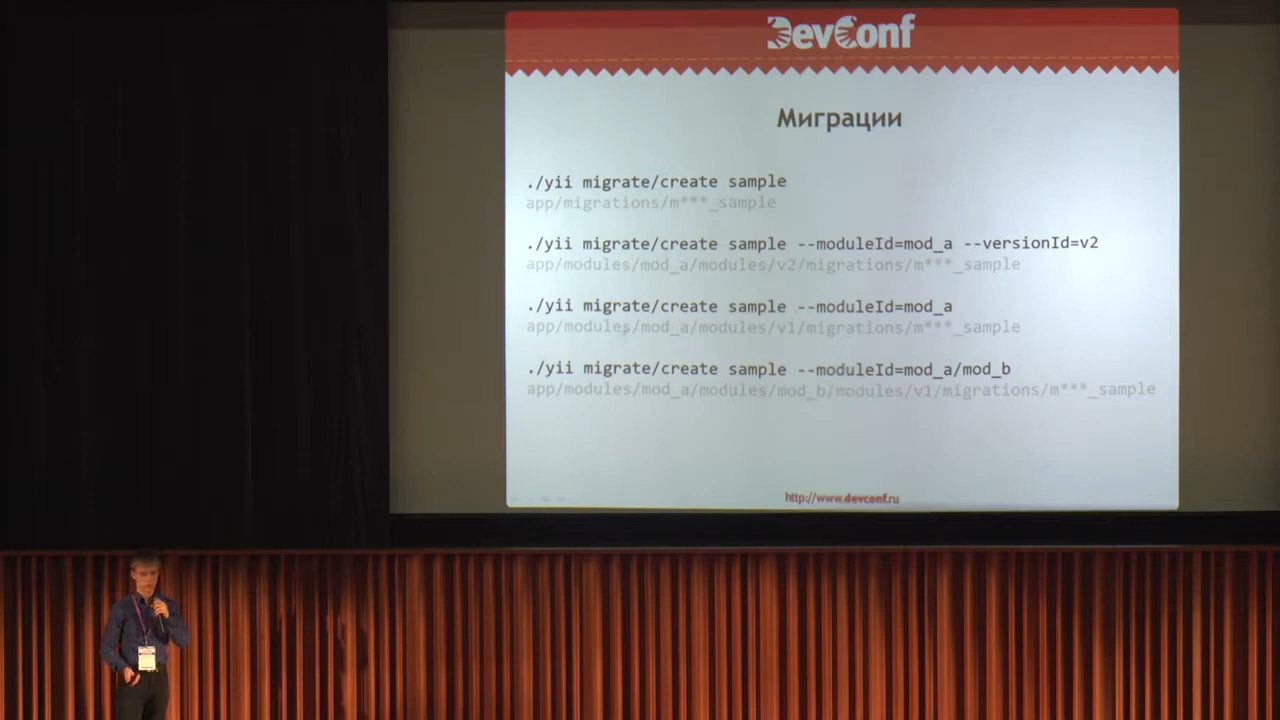 DevConf
Миграции
./yii migrate/create sample
app/migrations/m***_sample
./yii migrate/create sample --moduleId=mod_a --versionId=v2
app/modules/mod_a/modules/v2/migrations/m***_sample
./yii migrate/create sample --moduleId=mod_a
app/modules/mod_a/modules/v1/migrations/m***_sample
./yii migrate/create sample --moduleId=mod_a/mod_b
app/modules/mod_a/modules/mod_b/modules/v1/migrations/m***_sample
http://www.devconf.ru